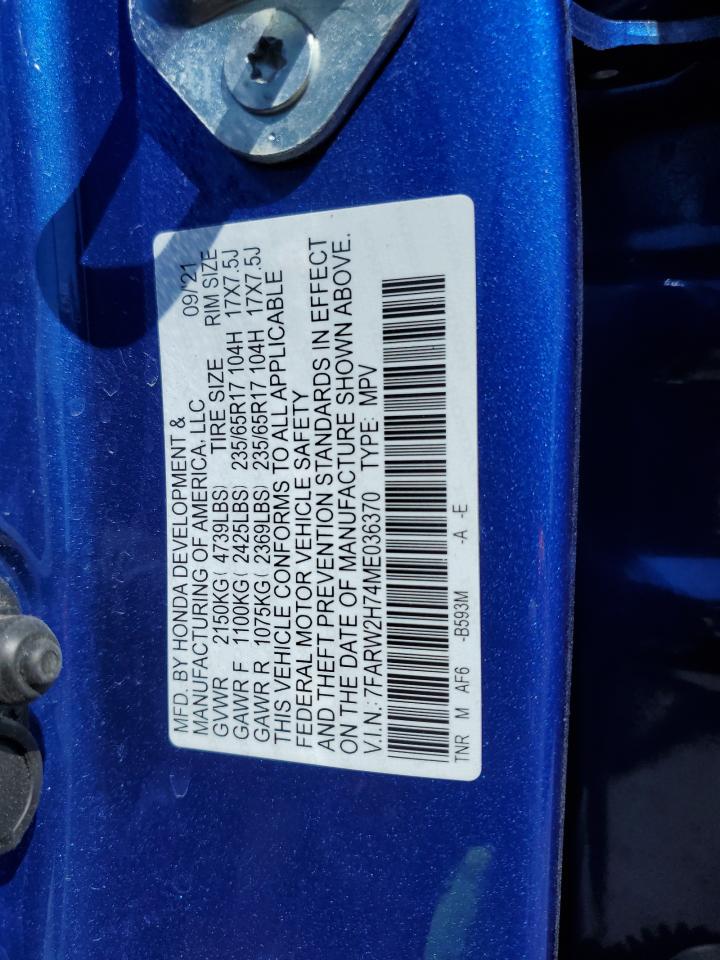 MFD. BY HONDA DEVELOPMENT &
MANUFACTURING OF AMERICA, LLC 09/'21
GVWR 2150KG( 4739LBS) TIRE SIZE RIM SIZE
GAWR F 1100KG( 2425LBS) 235/65R17 104H 17X7.5J
GAWR R 1075KG( 2369LBS) 235/65R17 104H 17X7.5J
THIS VEHICLE CONFORMS TO ALL APPLICABLE
FEDERAL MOTOR VEHICLE SAFETY
AND THEFT PREVENTION STANDARDS IN EFFECT
ON THE DATE OF MANUFACTURE SHOWN ABOVE.
V.I.N.: 7FARW2H74ME036370 TYPE: MPV
TNR M AF6 -B593M -A -E